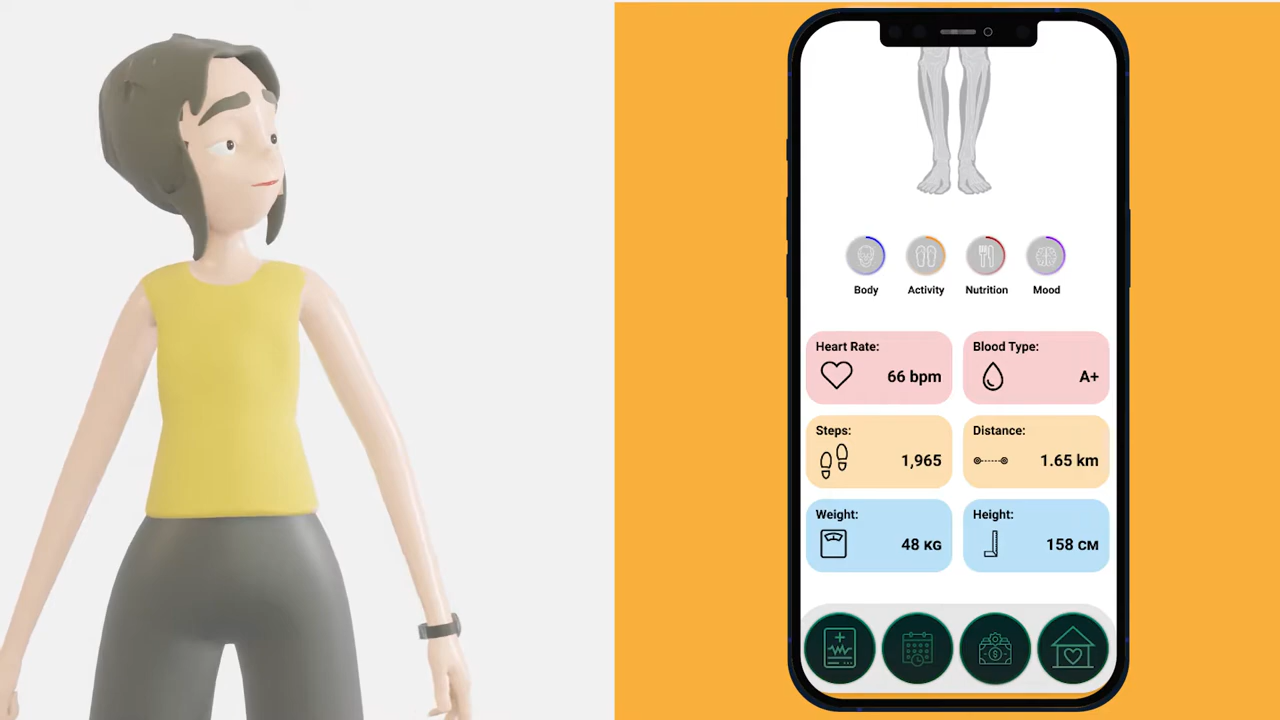 Body Activity Nutrition Mood
Heart Rate: Blood Type:
66 bpm A+
Steps: Distance:
1,965 1.65 km
Weight: Height:
48 KG 158 CM